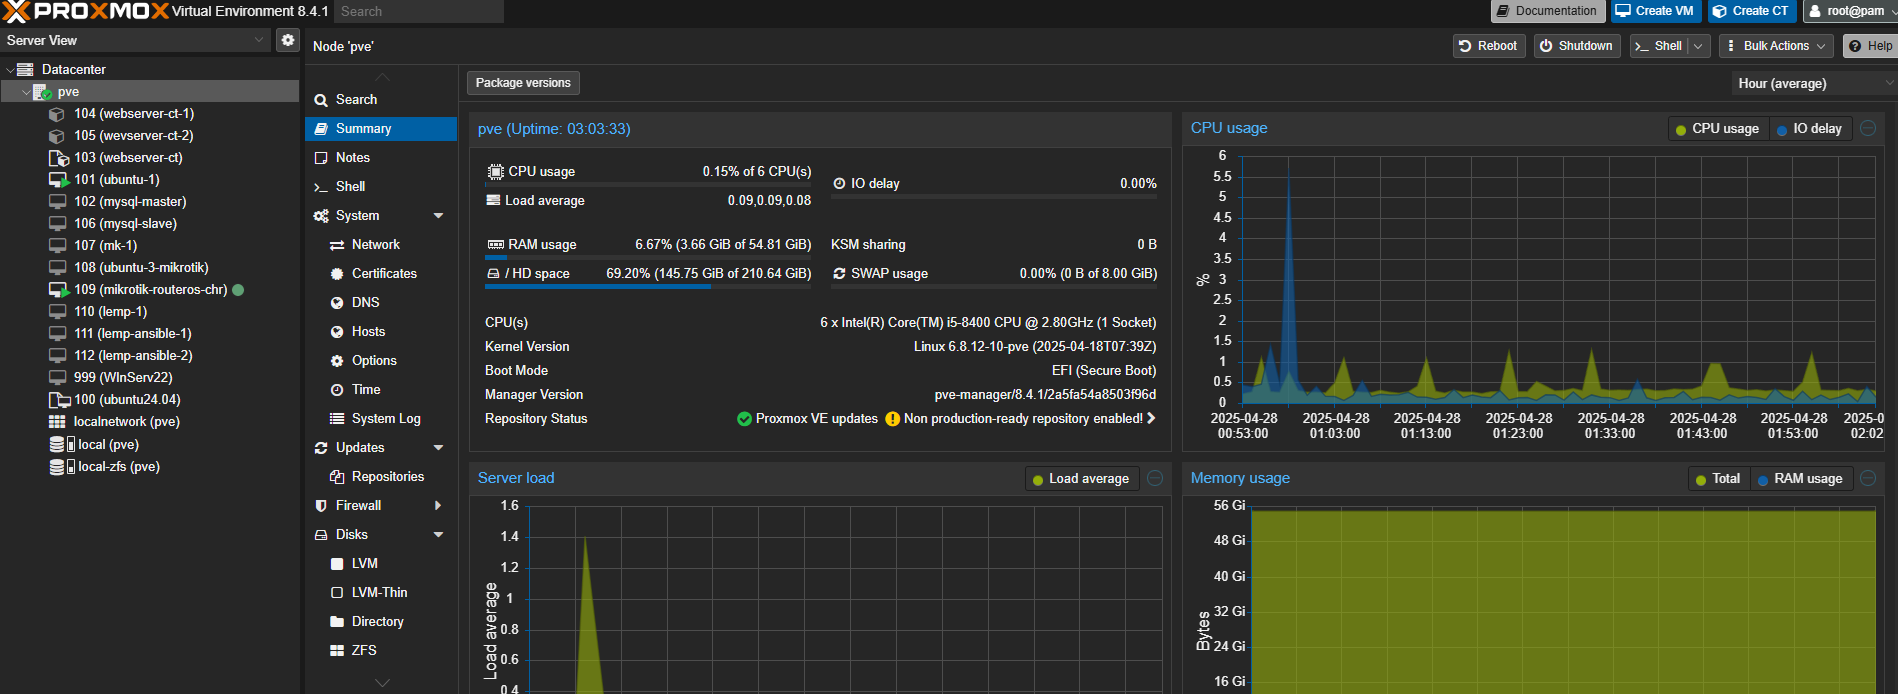 PROXMOX Virtual Environment 8.4.1 Search Documentation Create VM Create CT root@pam
Server View
Node 'pve' Reboot Shutdown Shell Bulk Actions Help
Datacenter
pve
104 (webserver-ct-1)
105 (wevserver-ct-2)
103 (webserver-ct)
101 (ubuntu-1)
102 (mysql-master)
106 (mysql-slave)
107 (mk-1)
108 (ubuntu-3-mikrotik)
109 (mikrotik-routeros-chr)
110 (lemp-1)
111 (lemp-ansible-1)
112 (lemp-ansible-2)
999 (WInServ22)
100 (ubuntu24.04)
localnetwork (pve)
local (pve)
local-zfs (pve)
Search
Summary
Notes
Shell
System
Network
Certificates
DNS
Hosts
Options
Time
System Log
Updates
Repositories
Firewall
Disks
LVM
LVM-Thin
Directory
ZFS
Package versions
Hour (average)
pve (Uptime: 03:03:33)
CPU usage 0.15% of 6 CPU(s)
IO delay 0.00%
Load average 0.09,0.09,0.08
RAM usage 6.67% (3.66 GiB of 54.81 GiB)
KSM sharing 0 B
/ HD space 69.20% (145.75 GiB of 210.64 GiB)
SWAP usage 0.00% (0 B of 8.00 GiB)
CPU(s) 6 x Intel(R) Core(TM) i5-8400 CPU @ 2.80GHz (1 Socket)
Kernel Version Linux 6.8.12-10-pve (2025-04-18T07:39Z)
Boot Mode EFI (Secure Boot)
Manager Version pve-manager/8.4.1/2a5fa54a8503f96d
Repository Status Proxmox VE updates Non production-ready repository enabled!
CPU usage
CPU usage IO delay
6
5.5
5
4.5
4
3.5
3
2.5
2
1.5
1
0.5
0
%
2025-04-28 2025-04-28 2025-04-28 2025-04-28 2025-04-28 2025-04-28 2025-04-28 2025-0
00:53:00 01:03:00 01:13:00 01:23:00 01:33:00 01:43:00 01:53:00 02:02
Server load
Load average
1.6
1.4
1.2
1
0.8
0.6
0.4
Load average
Memory usage
Total RAM usage
56 Gi
48 Gi
40 Gi
32 Gi
24 Gi
16 Gi
Bytes